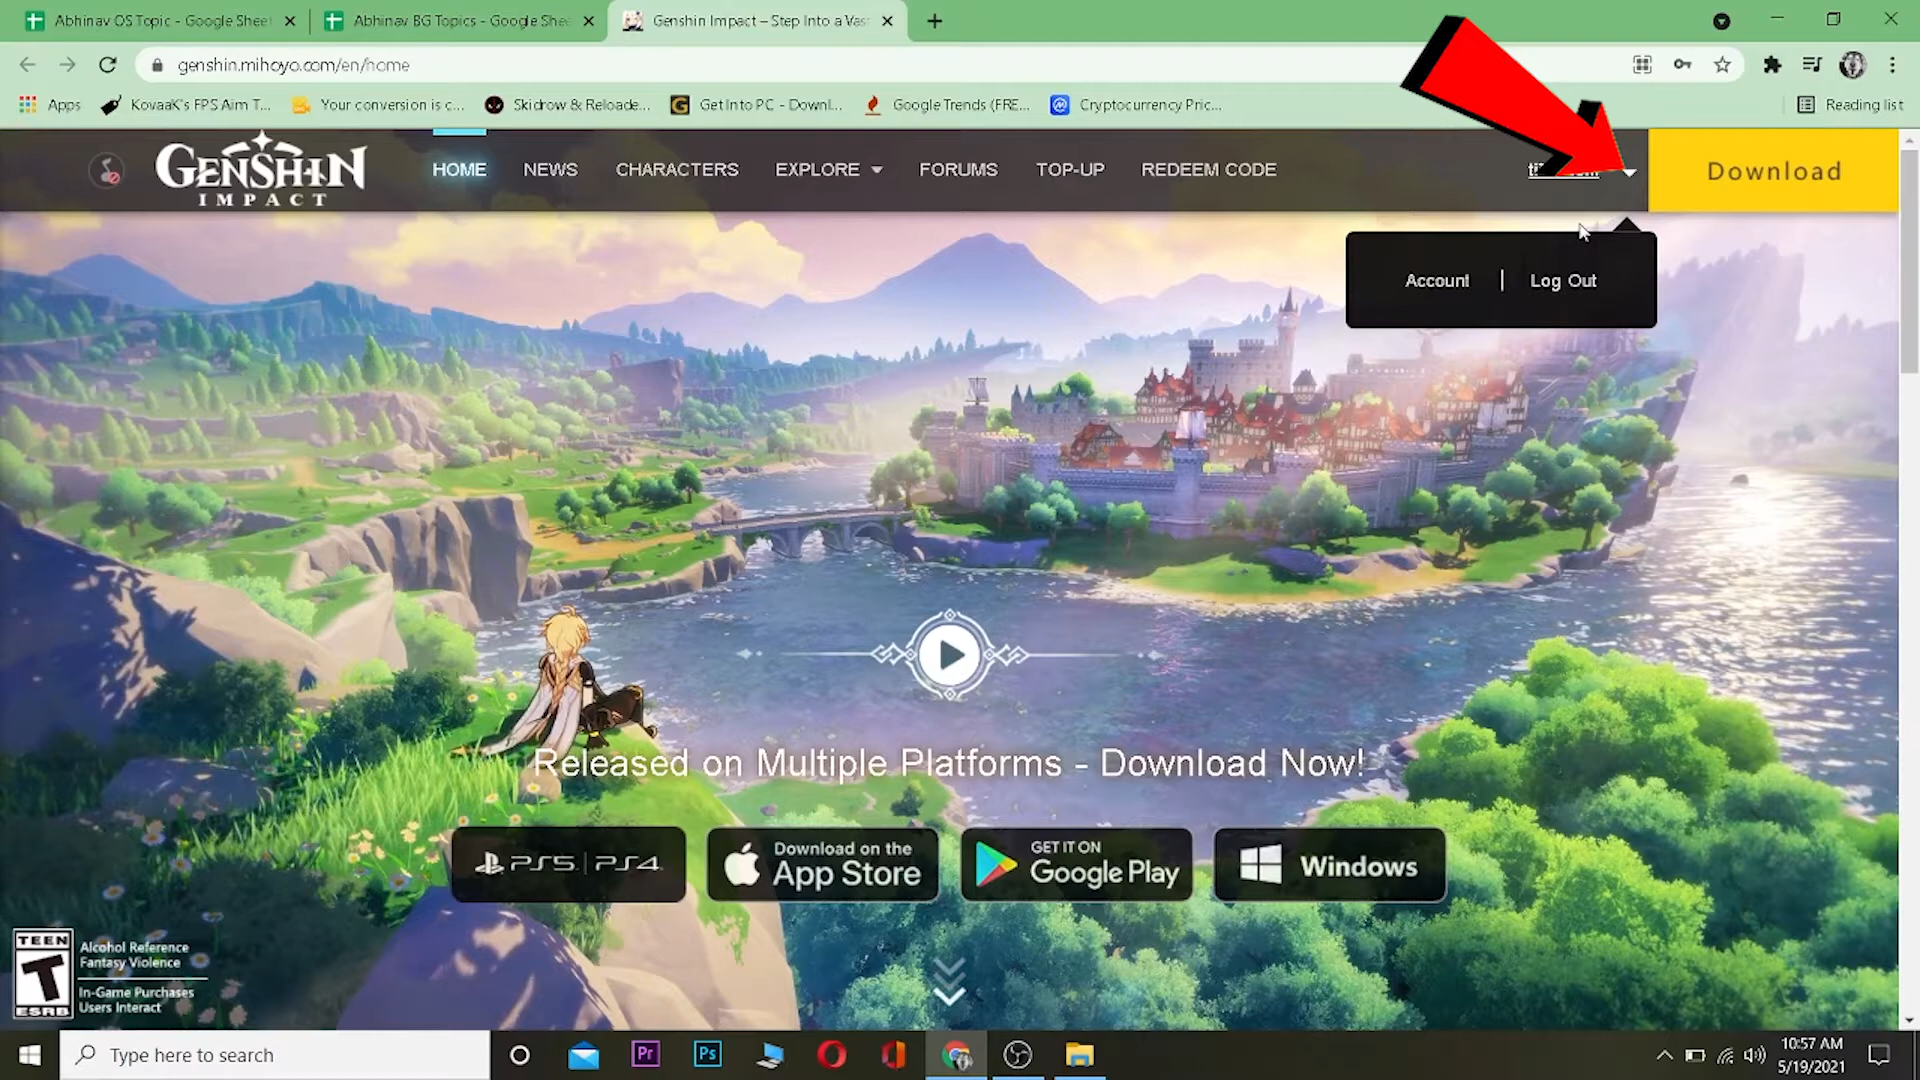 Abhinav OS Topic - Google Sheet
Abhinav BG Topics - Google Shee
Genshin Impact – Step Into a Vas
genshin.mihoyo.com/en/home
Apps
KovaaK's FPS Aim T...
Your conversion is c...
Skidrow & Reloade...
Get Into PC - Downl...
Google Trends (FRE...
Cryptocurrency Pric...
Reading list
GENSHIN
IMPACT
HOME
NEWS
CHARACTERS
EXPLORE
FORUMS
TOP-UP
REDEEM CODE
Download
Account | Log Out
Released on Multiple Platforms - Download Now!
PS5 | PS4
Download on the
App Store
GET IT ON
Google Play
Windows
TEEN
T
ESRB
Alcohol Reference
Fantasy Violence
In-Game Purchases
Users Interact
Type here to search
Pr
Ps
10:57 AM
5/19/2021